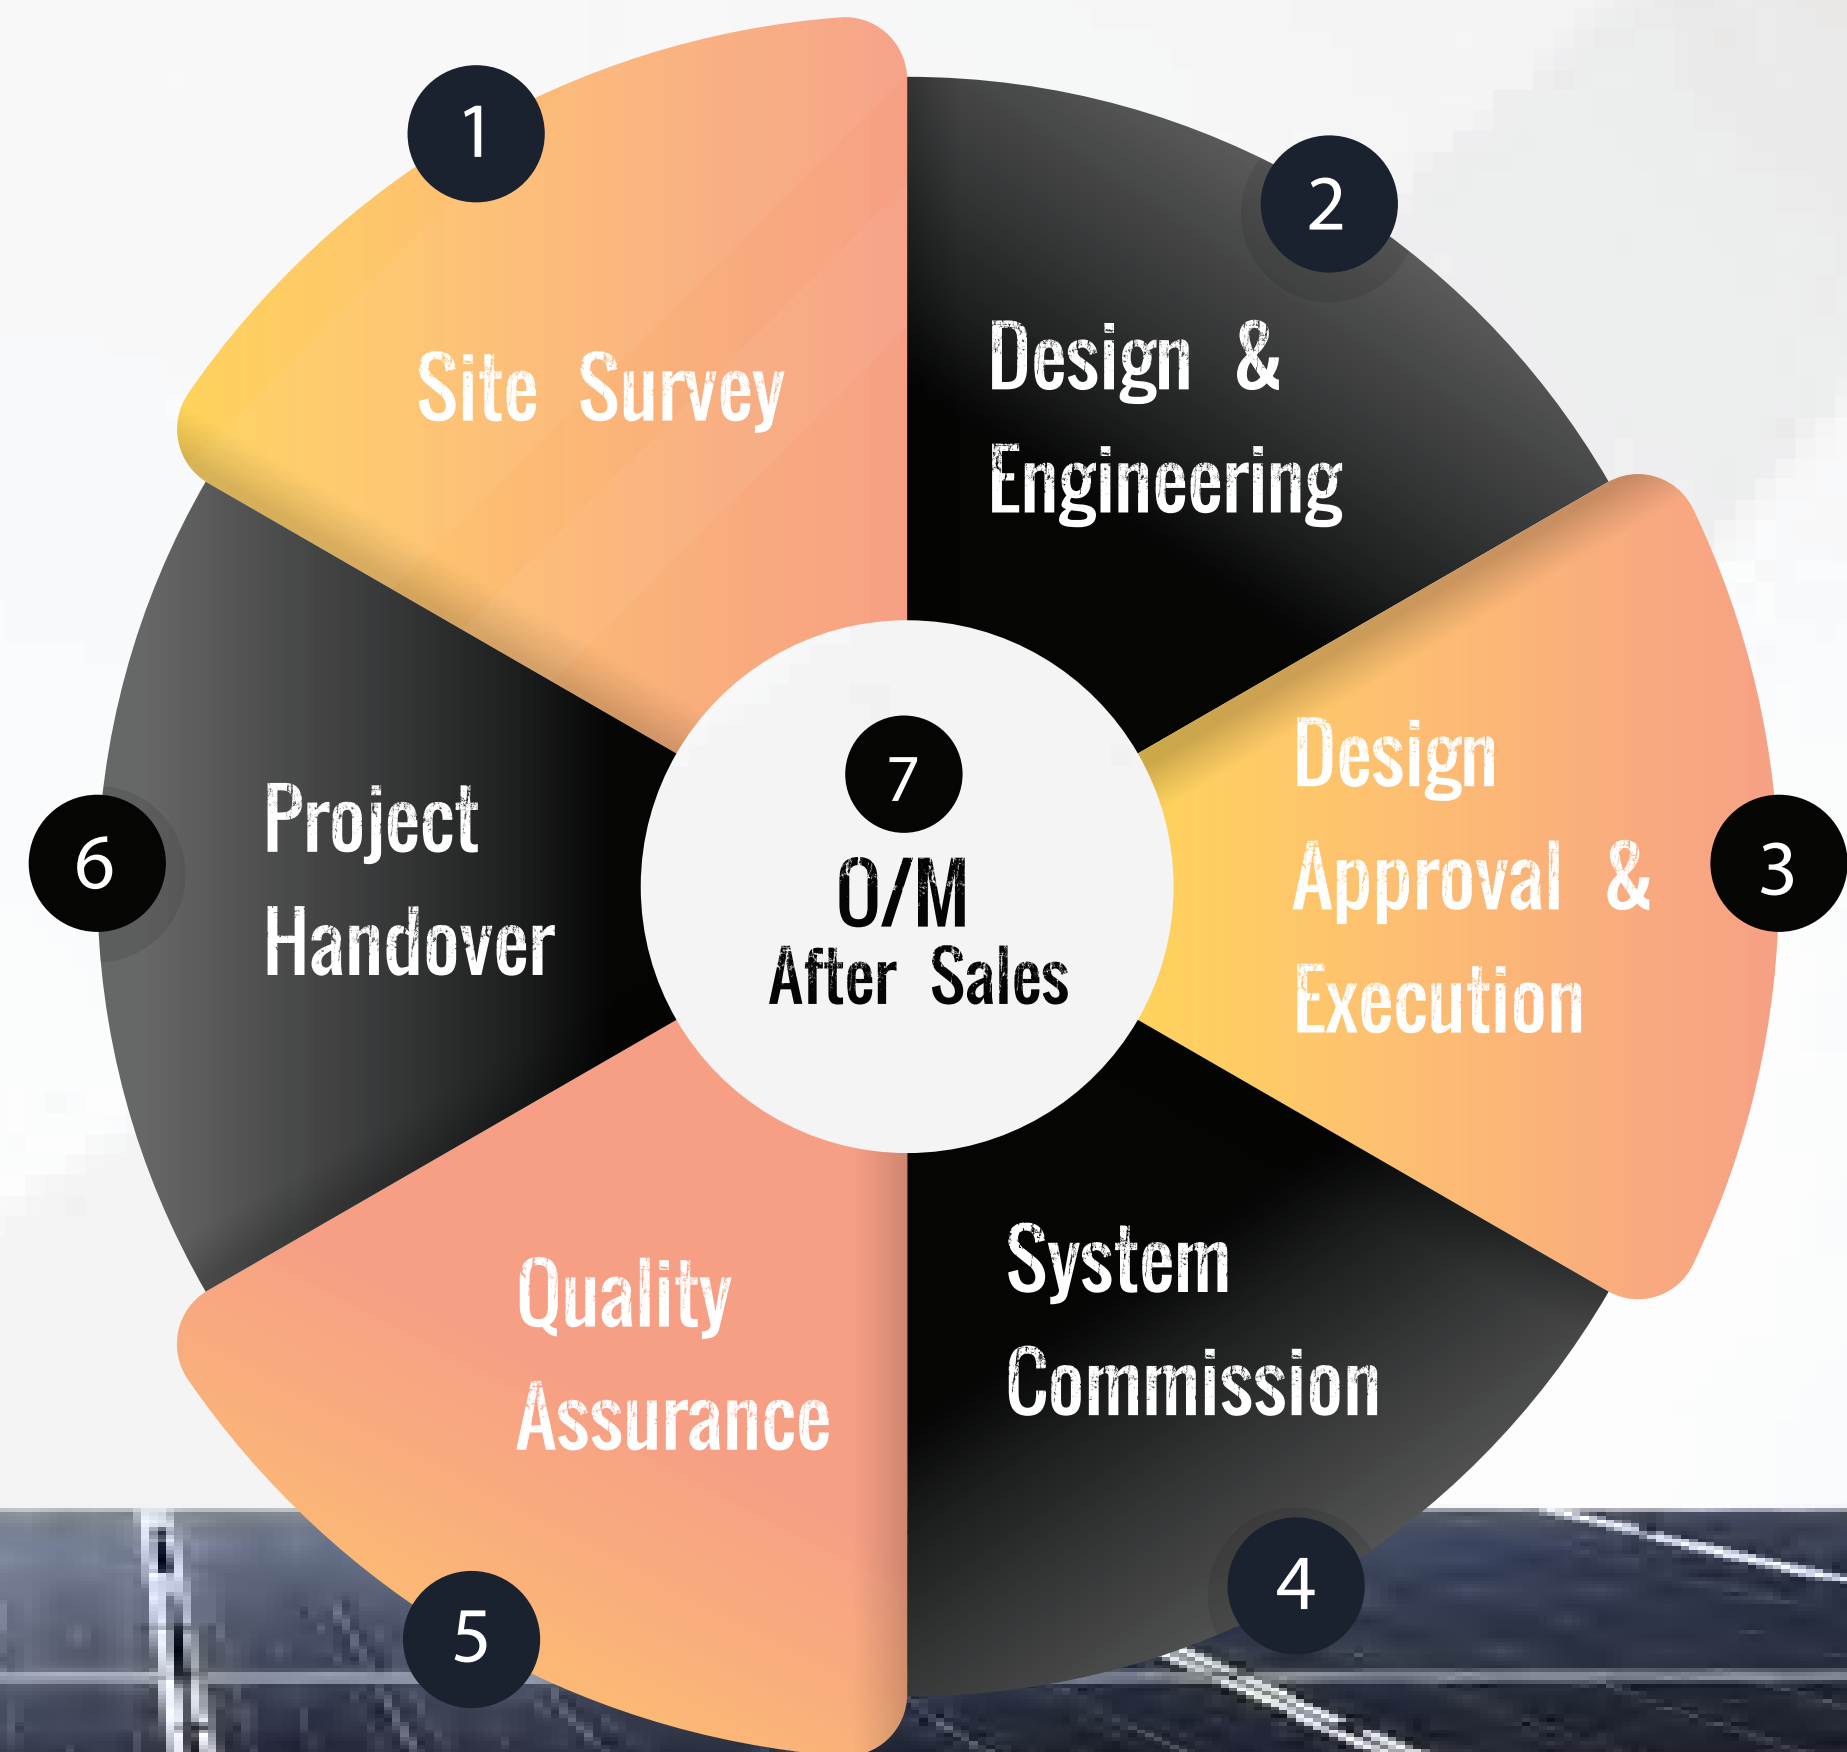 1
Site Survey
2
Design &
Engineering
3
Design
Approval &
Execution
4
System
Commission
5
Quality
Assurance
6
Project
Handover
7
O/M
After Sales